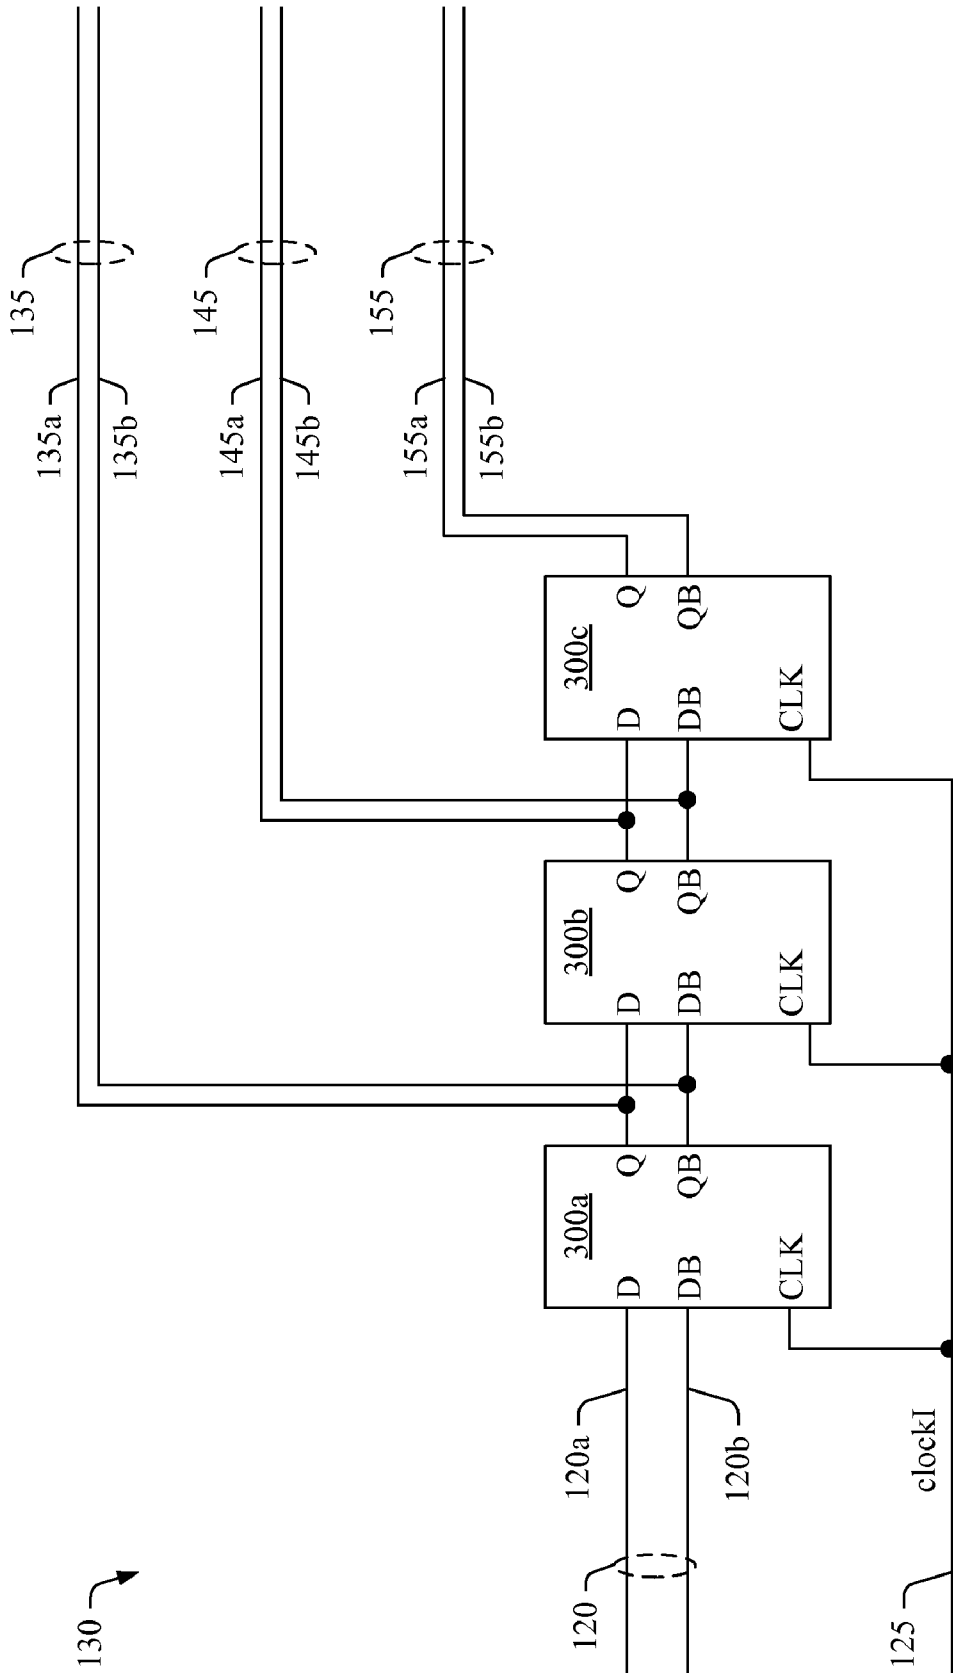 130
135
135a
135b
145
145a
145b
155
155a
155b
120
120a
120b
300a
D
Q
DB
QB
CLK
300b
D
Q
DB
QB
CLK
300c
D
Q
DB
QB
CLK
125
clockI